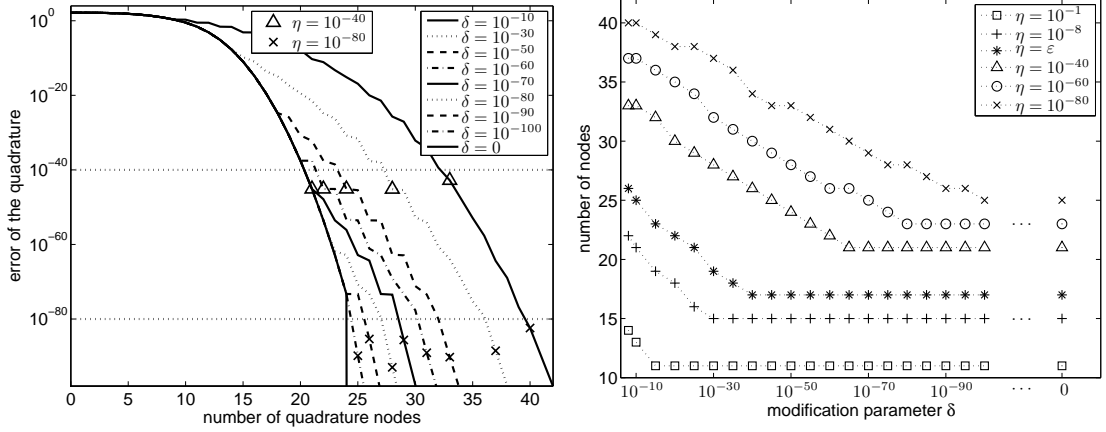 η = 10⁻⁴⁰
η = 10⁻⁸⁰
δ = 10⁻¹⁰
δ = 10⁻³⁰
δ = 10⁻⁵⁰
δ = 10⁻⁶⁰
δ = 10⁻⁷⁰
δ = 10⁻⁸⁰
δ = 10⁻⁹⁰
δ = 10⁻¹⁰⁰
δ = 0
error of the quadrature
10⁰
10⁻²⁰
10⁻⁴⁰
10⁻⁶⁰
10⁻⁸⁰
0 5 10 15 20 25 30 35 40
number of quadrature nodes
η = 10⁻¹
η = 10⁻⁸
η = ε
η = 10⁻⁴⁰
η = 10⁻⁶⁰
η = 10⁻⁸⁰
number of nodes
40
35
30
25
20
15
10
... 
...
10⁻¹⁰ 10⁻³⁰ 10⁻⁵⁰ 10⁻⁷⁰ 10⁻⁹⁰ ... 0
modification parameter δ